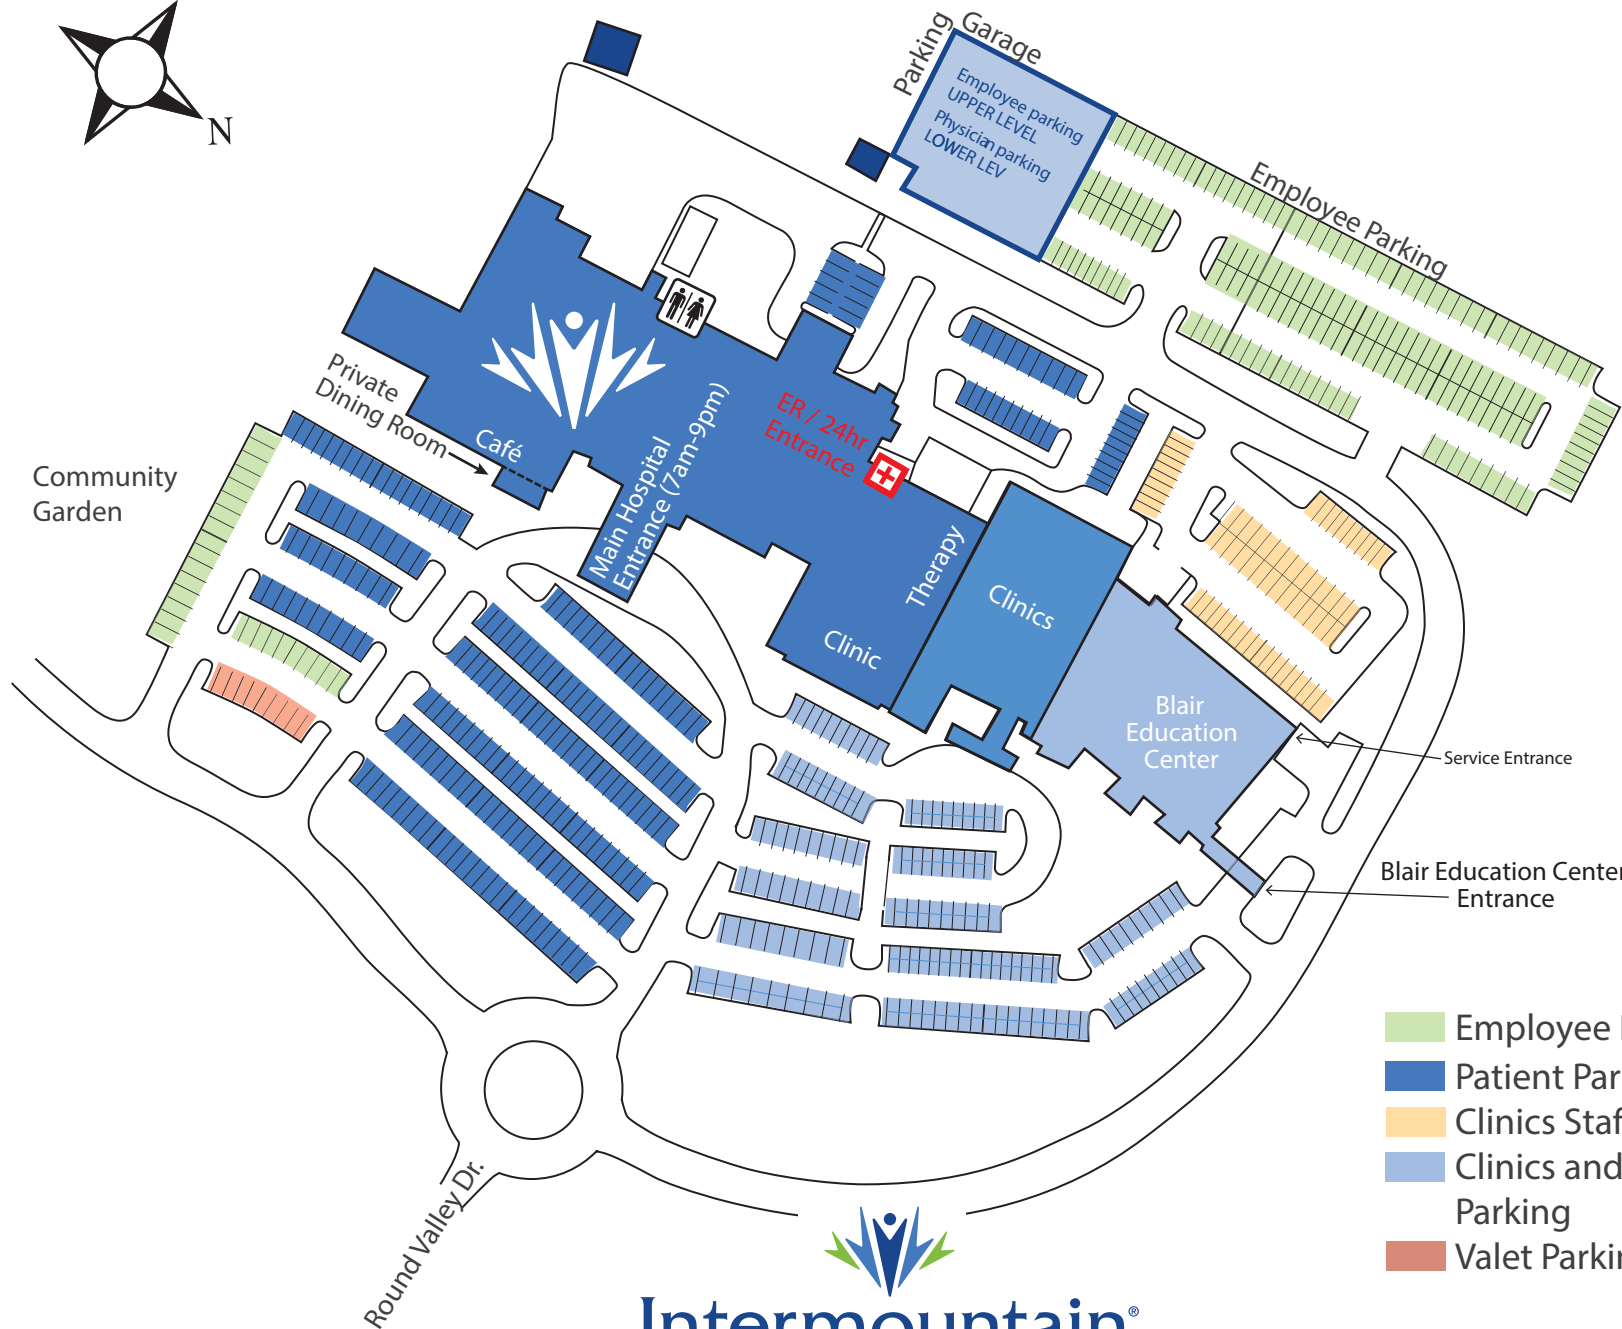 N
Parking
Garage
Employee parking
UPPER LEVEL
Physician parking
LOWER LEV
Employee Parking
Private
Dining Room
Café
Main Hospital
Entrance (7am-9pm)
ER / 24hr
Entrance
Community
Garden
Therapy
Clinic
Clinics
Blair
Education
Center
Service Entrance
Blair Education Center
Entrance
Employee
Patient Par
Clinics Staf
Clinics and
Parking
Valet Parkin
Round Valley Dr.
Intermountain®